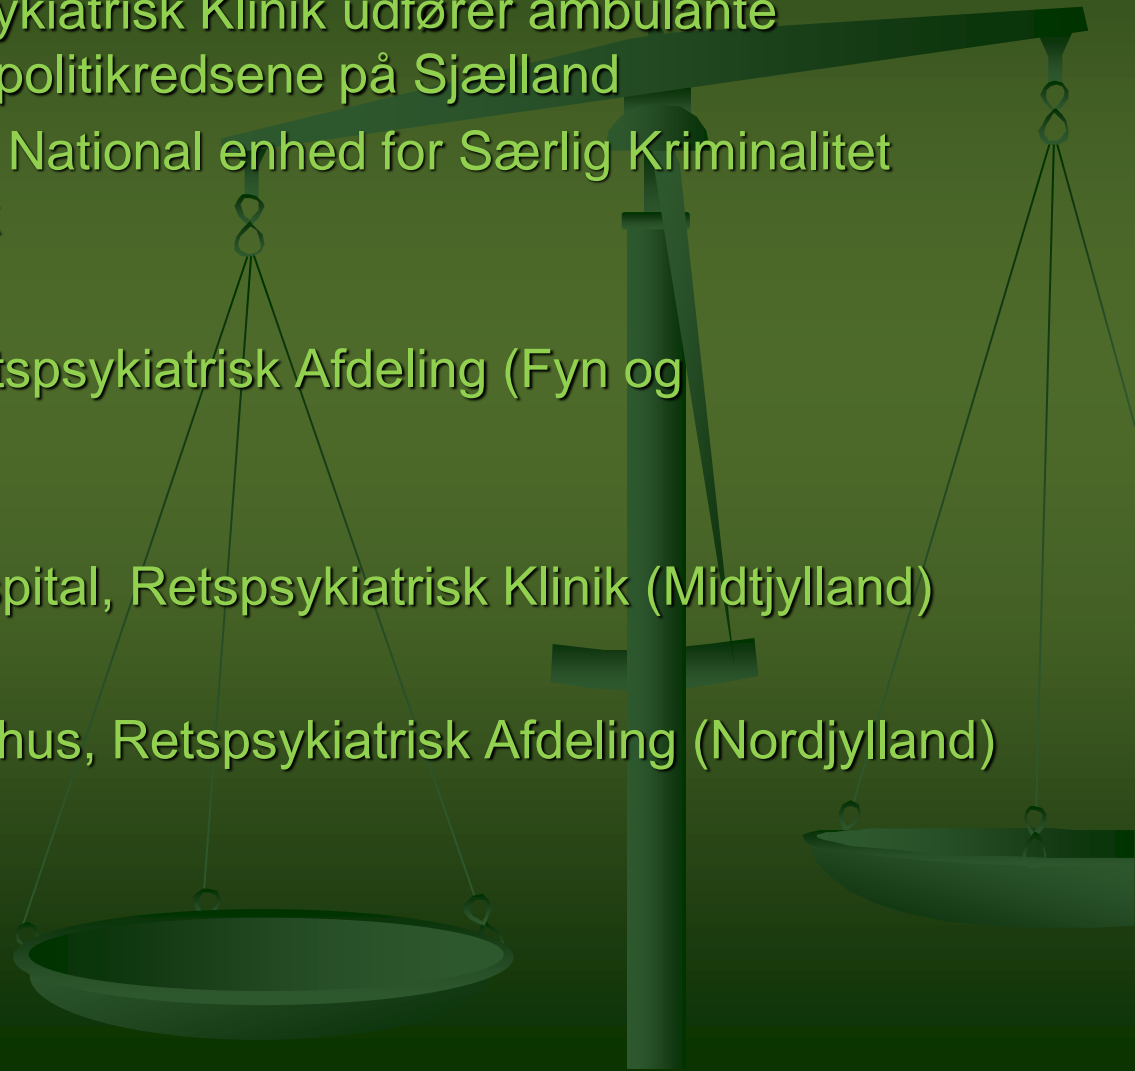 ykiatrisk Klinik udfører ambulante
politikredsene på Sjælland
National enhed for Særlig Kriminalitet
tspsykiatrisk Afdeling (Fyn og
pital, Retspsykiatrisk Klinik (Midtjylland)
hus, Retspsykiatrisk Afdeling (Nordjylland)